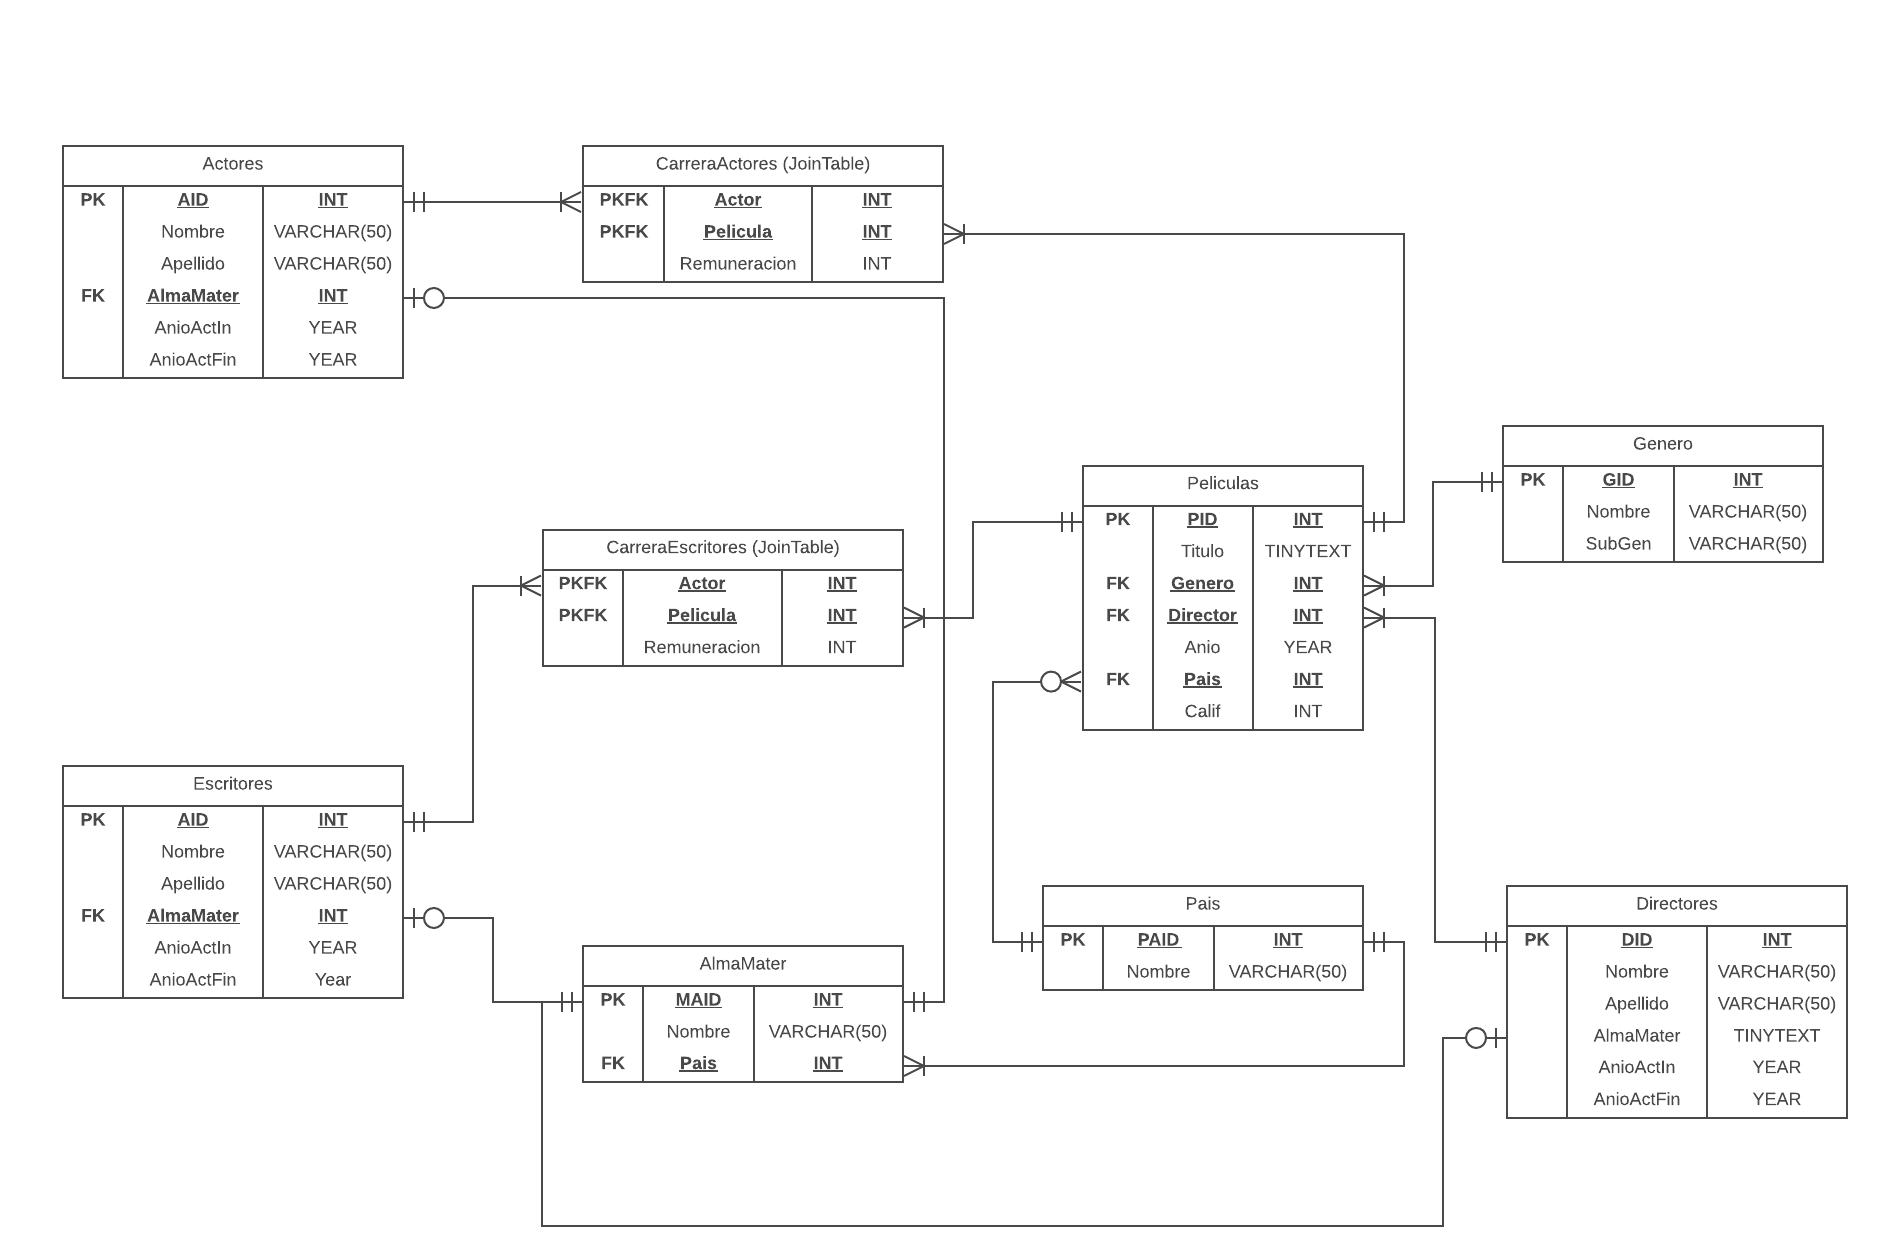 Actores
PK AID INT
Nombre VARCHAR(50)
Apellido VARCHAR(50)
FK AlmaMater INT
AnioActIn YEAR
AnioActFin YEAR
CarreraActores (JoinTable)
PKFK Actor INT
PKFK Pelicula INT
Remuneracion INT
Genero
PK GID INT
Nombre VARCHAR(50)
SubGen VARCHAR(50)
Peliculas
PK PID INT
Titulo TINYTEXT
FK Genero INT
FK Director INT
Anio YEAR
FK Pais INT
Calif INT
CarreraEscritores (JoinTable)
PKFK Actor INT
PKFK Pelicula INT
Remuneracion INT
Escritores
PK AID INT
Nombre VARCHAR(50)
Apellido VARCHAR(50)
FK AlmaMater INT
AnioActIn YEAR
AnioActFin Year
AlmaMater
PK MAID INT
Nombre VARCHAR(50)
FK Pais INT
Pais
PK PAID INT
Nombre VARCHAR(50)
Directores
PK DID INT
Nombre VARCHAR(50)
Apellido VARCHAR(50)
AlmaMater TINYTEXT
AnioActIn YEAR
AnioActFin YEAR